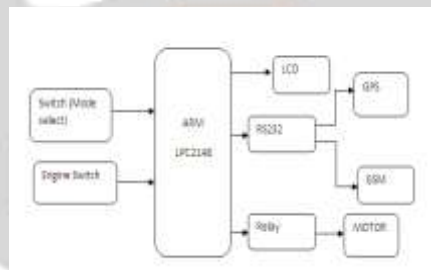 LCD
GPS
Switch (Mode
select)
ARM
LPC2148
RS232
Engine Switch
GSM
Relay
MOTOR